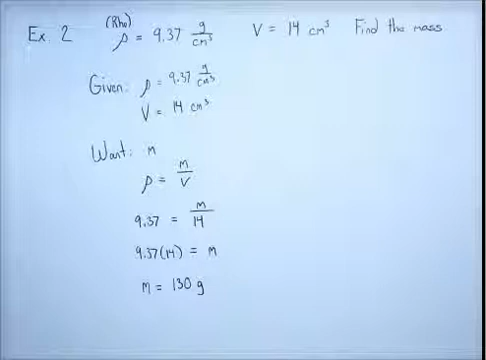 Ex. 2 (Rho) ρ = 9.37 g/cm³ V = 14 cm³ Find the mass
Given: ρ = 9.37 g/cm³
V = 14 cm³
Want: m
ρ = m/V
9.37 = m/14
9.37(14) = m
m = 130 g